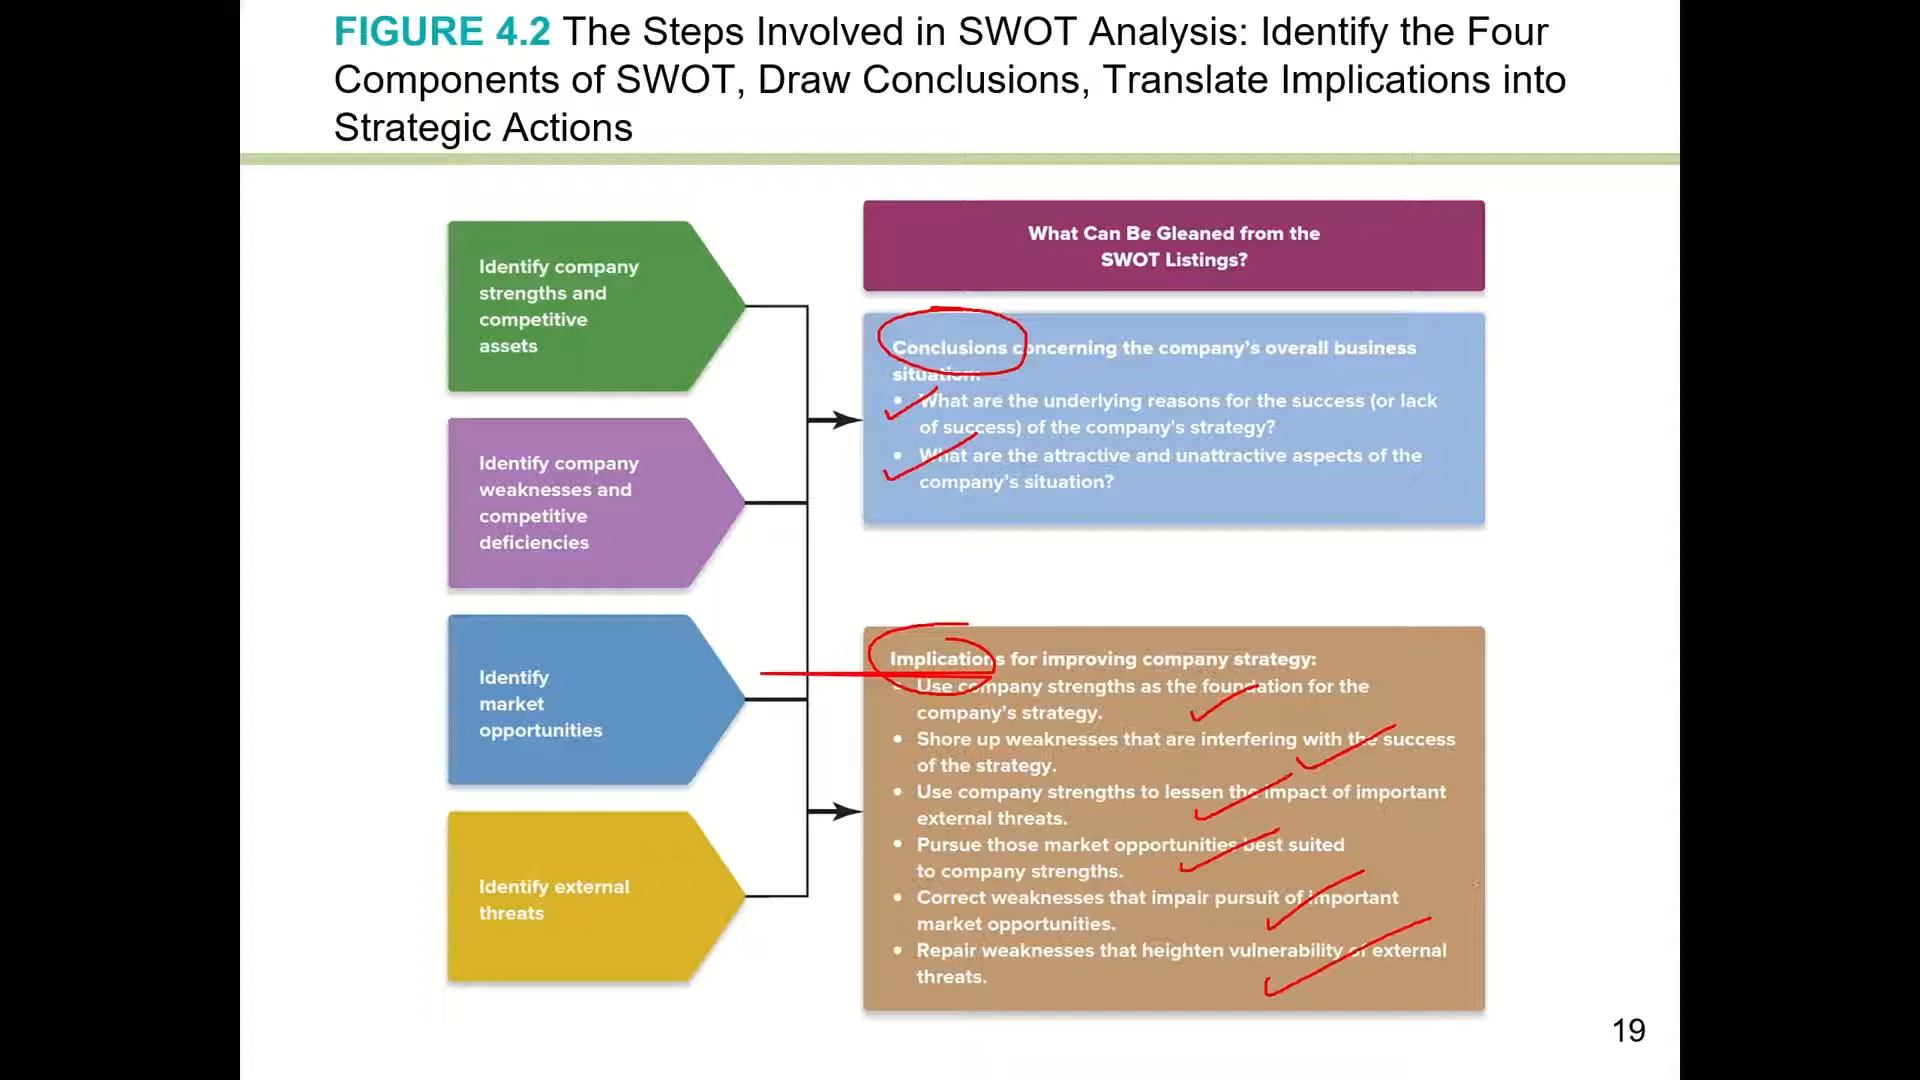 FIGURE 4.2 The Steps Involved in SWOT Analysis: Identify the Four
Components of SWOT, Draw Conclusions, Translate Implications into
Strategic Actions
Identify company
strengths and
competitive
assets
Identify company
weaknesses and
competitive
deficiencies
Identify
market
opportunities
Identify external
threats
What Can Be Gleaned from the
SWOT Listings?
Conclusions concerning the company's overall business
situation:
• What are the underlying reasons for the success (or lack
of success) of the company's strategy?
• What are the attractive and unattractive aspects of the
company's situation?
Implications for improving company strategy:
• Use company strengths as the foundation for the
company's strategy.
• Shore up weaknesses that are interfering with the success
of the strategy.
• Use company strengths to lessen the impact of important
external threats.
• Pursue those market opportunities best suited
to company strengths.
• Correct weaknesses that impair pursuit of important
market opportunities.
• Repair weaknesses that heighten vulnerability of external
threats.
19